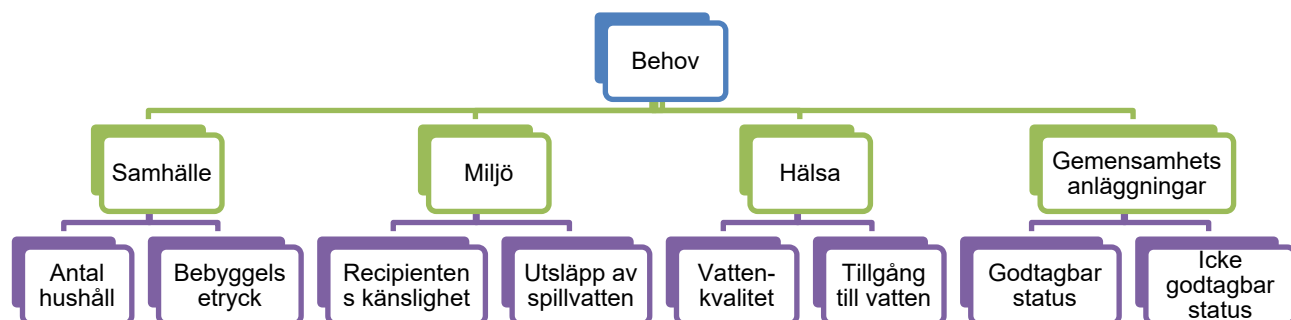 Behov
Samhälle
Miljö
Hälsa
Gemensamhets
anläggningar
Antal
hushåll
Bebyggels
etryck
Recipienten
s känslighet
Utsläpp av
spillvatten
Vatten-
kvalitet
Tillgång
till vatten
Godtagbar
status
Icke
godtagbar
status